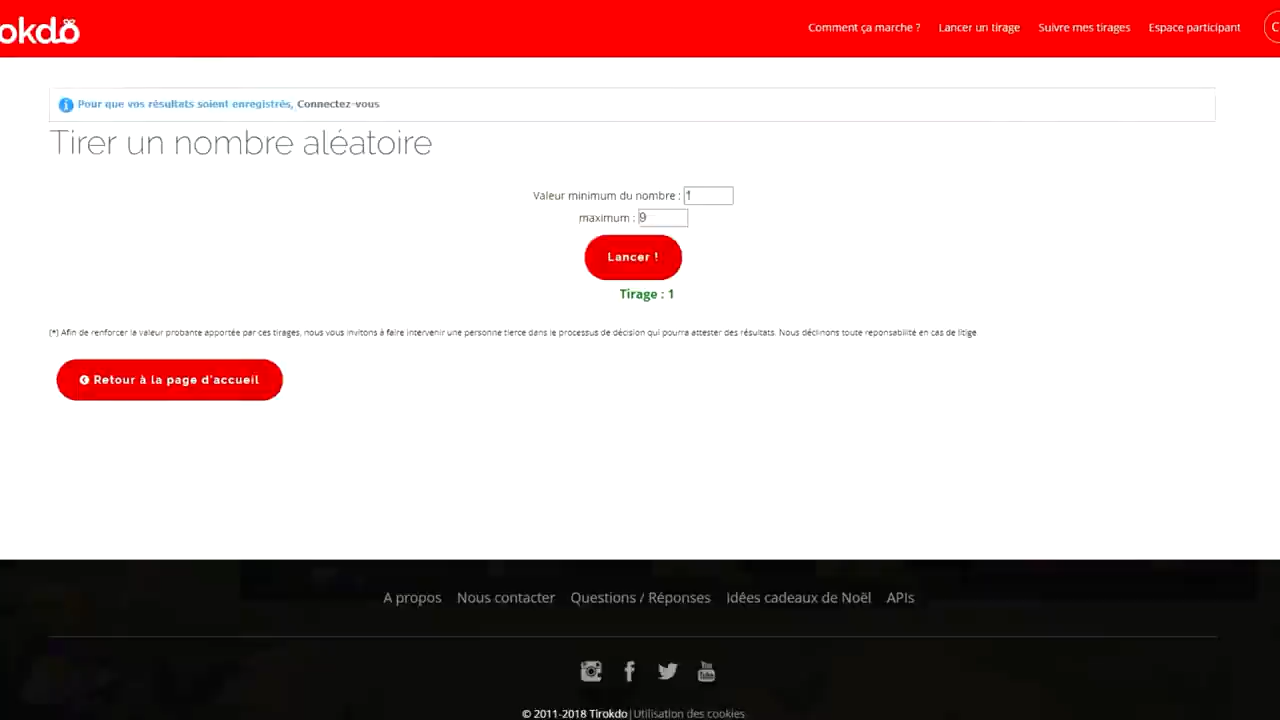 okdo
Comment ça marche ? Lancer un tirage Suivre mes tirages Espace participant C
Pour que vos résultats soient enregistrés, Connectez-vous
Tirer un nombre aléatoire
Valeur minimum du nombre : 1
maximum : 9
Lancer !
Tirage : 1
(*) Afin de renforcer la valeur probante apportée par ces tirages, nous vous invitons à faire intervenir une personne tierce dans le processus de décision qui pourra attester des résultats. Nous déclinons toute reponsabilité en cas de litige
Retour à la page d'accueil
A propos Nous contacter Questions / Réponses Idées cadeaux de Noël APIs
You Tube
© 2011-2018 Tirokdo|Utilisation des cookies